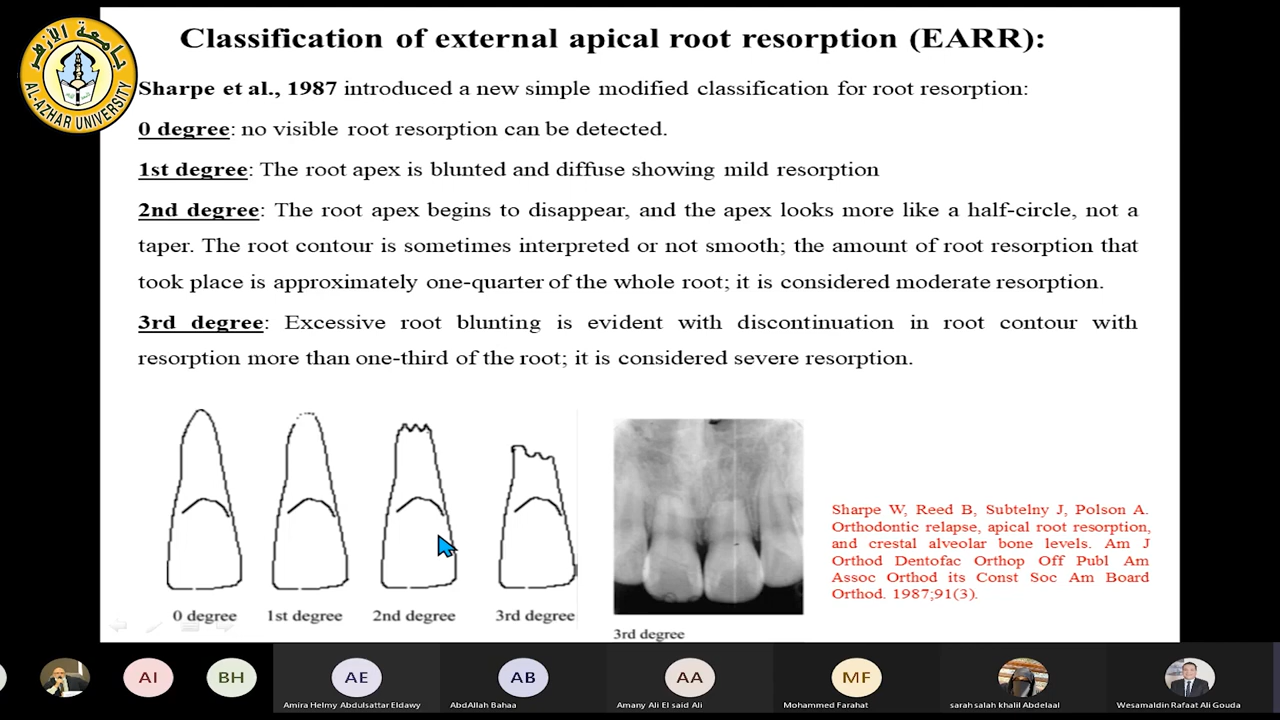 Classification of external apical root resorption (EARR):
جامعة الأزهر
AL-AZHAR UNIVERSITY
Sharpe et al., 1987 introduced a new simple modified classification for root resorption:
0 degree: no visible root resorption can be detected.
1st degree: The root apex is blunted and diffuse showing mild resorption
2nd degree: The root apex begins to disappear, and the apex looks more like a half-circle, not a
taper. The root contour is sometimes interpreted or not smooth; the amount of root resorption that
took place is approximately one-quarter of the whole root; it is considered moderate resorption.
3rd degree: Excessive root blunting is evident with discontinuation in root contour with
resorption more than one-third of the root; it is considered severe resorption.
0 degree
1st degree
2nd degree
3rd degree
3rd degree
Sharpe W, Reed B, Subtelny J, Polson A.
Orthodontic relapse, apical root resorption,
and crestal alveolar bone levels. Am J
Orthod Dentofac Orthop Off Publ Am
Assoc Orthod its Const Soc Am Board
Orthod. 1987;91(3).
AI
BH
AE
AB
AA
MF
Amira Helmy Abdulsattar Eldawy
AbdAllah Bahaa
Amany Ali El said Ali
Mohammed Farahat
sarah salah khalil Abdelaal
Wesamaldin Rafaat Ali Gouda